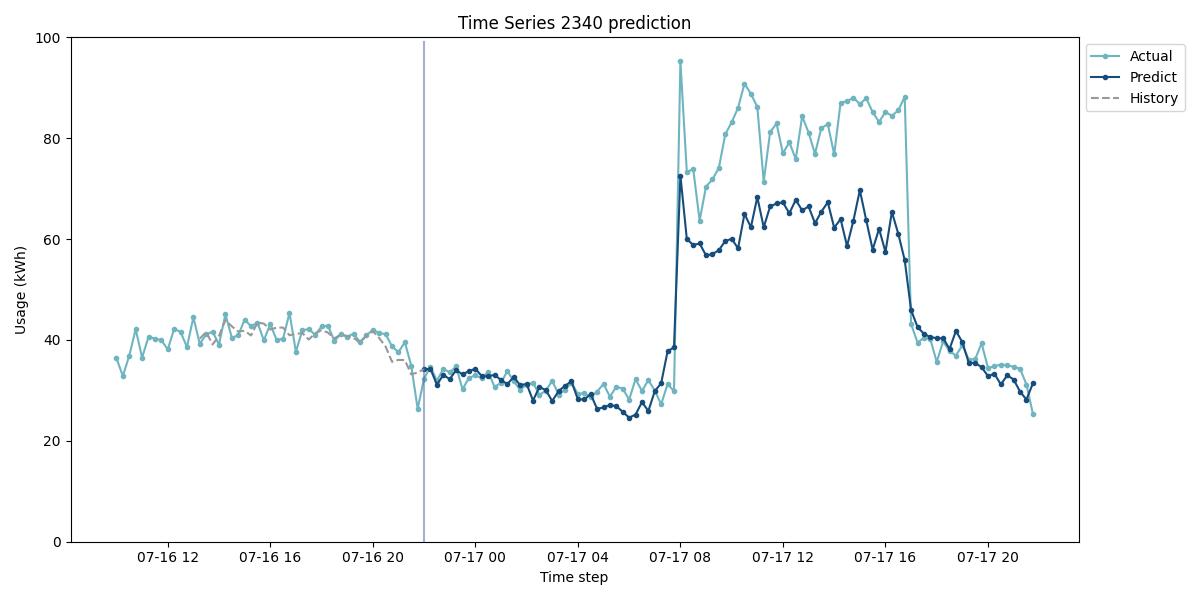 Time Series 2340 prediction
100
80
60
40
20
0
Usage (kWh)
07-16 12
07-16 16
07-16 20
07-17 00
07-17 04
07-17 08
07-17 12
07-17 16
07-17 20
Time step
Actual
Predict
History